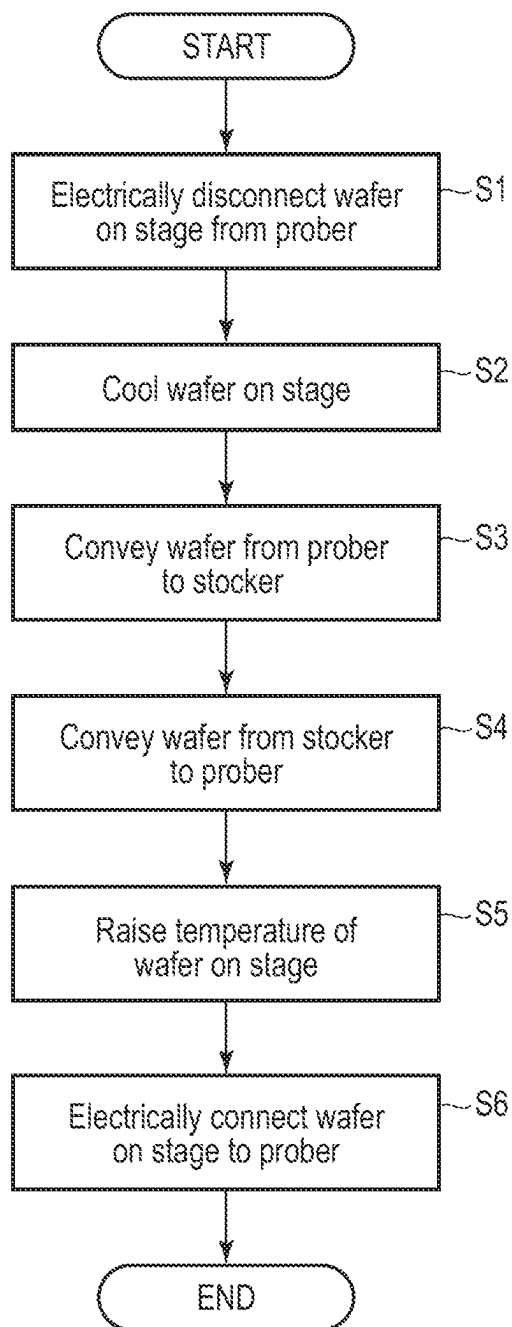 START
Electrically disconnect wafer
on stage from prober
S1
Cool wafer on stage
S2
Convey wafer from prober
to stocker
S3
Convey wafer from stocker
to prober
S4
Raise temperature of
wafer on stage
S5
Electrically connect wafer
on stage to prober
S6
END